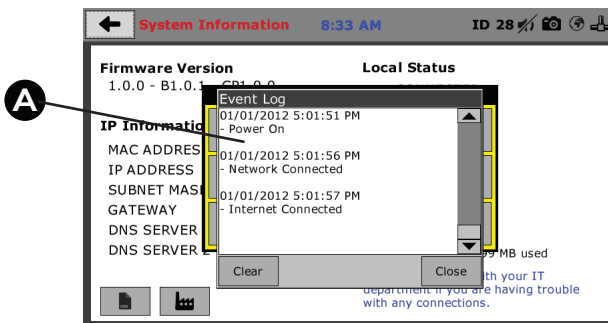 System Information 8:33 AM ID 28
Firmware Version Local Status
1.0.0 - B1.0.1
A
Event Log
01/01/2012 5:01:51 PM
- Power On
01/01/2012 5:01:56 PM
- Network Connected
01/01/2012 5:01:57 PM
- Internet Connected
Clear Close
IP Informatio
MAC ADDRES
IP ADDRESS
SUBNET MAS
GATEWAY
DNS SERVER
DNS SERVER
MB used
ith your IT
department if you are having trouble
with any connections.